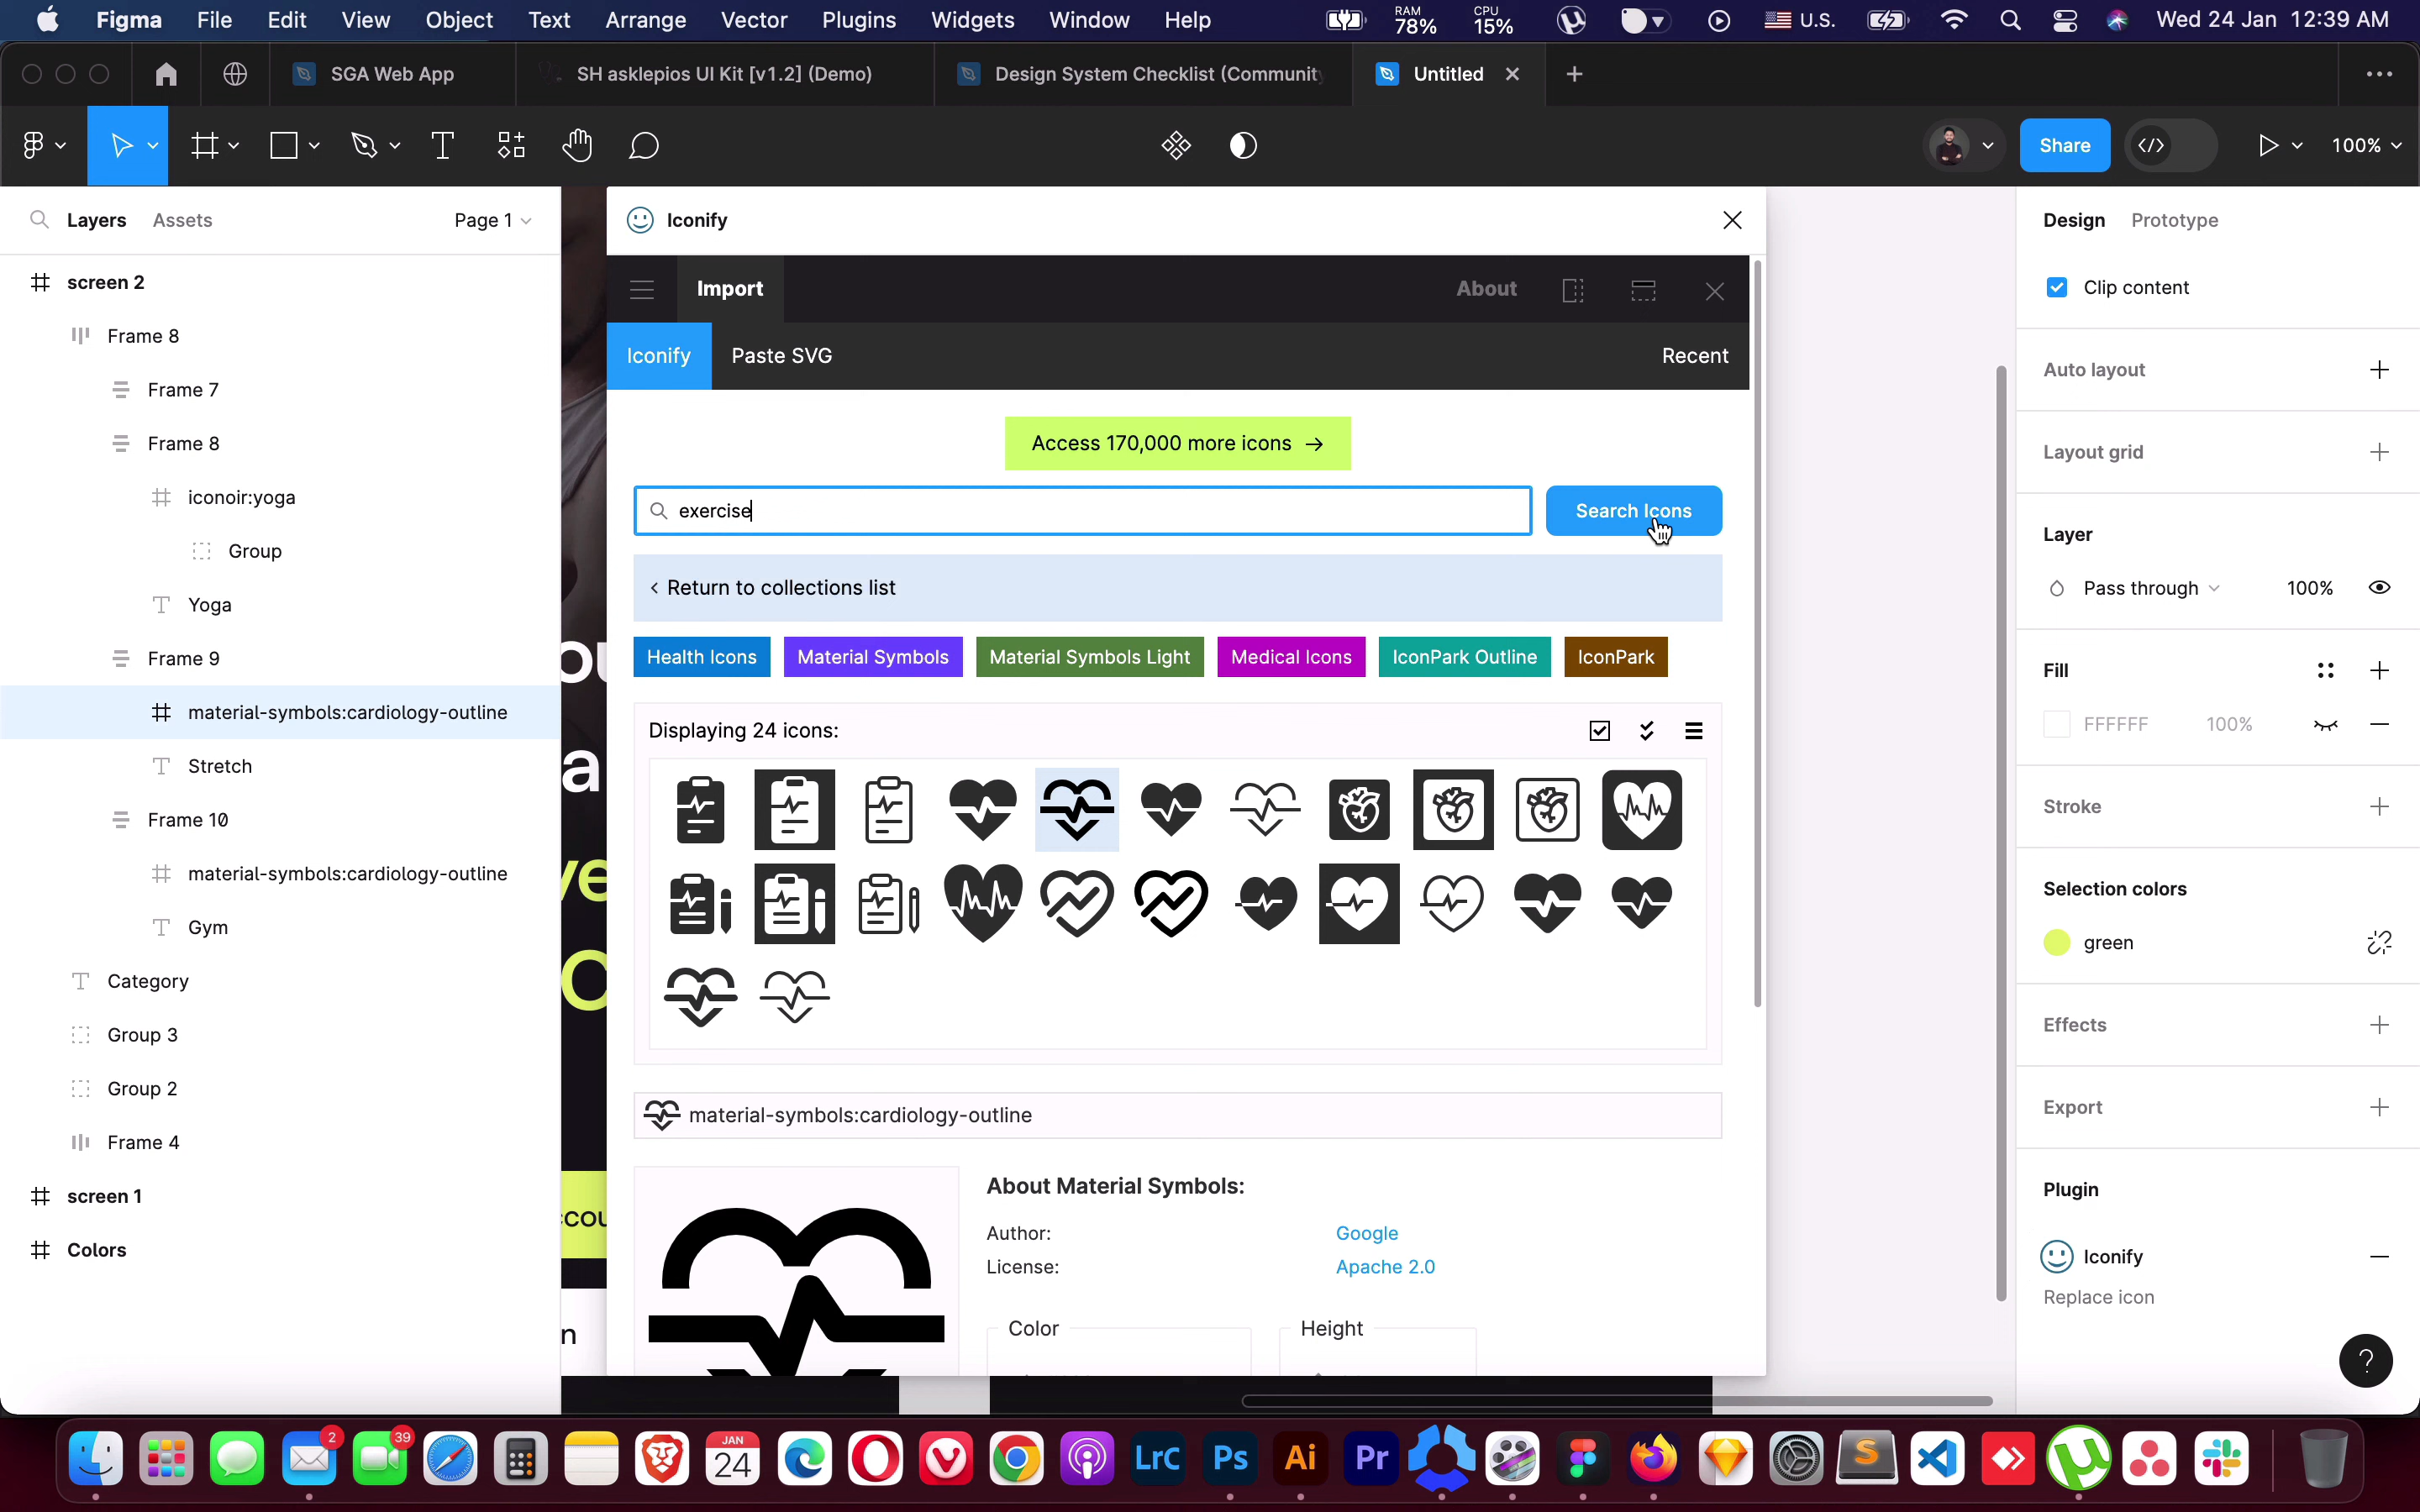 Figma File Edit View Object Text Arrange Vector Plugins Widgets Window Help RAM 78% CPU 15% U.S. Wed 24 Jan 12:39 AM
SGA Web App SH asklepios UI Kit [v1.2] (Demo) Design System Checklist (Community Untitled
Share 100%
Layers Assets Page 1
screen 2
Frame 8
Frame 7
Frame 8
iconoir:yoga
Group
Yoga
Frame 9
material-symbols:cardiology-outline
Stretch
Frame 10
material-symbols:cardiology-outline
Gym
Category
Group 3
Group 2
Frame 4
screen 1
Colors
ou
a
ye
ccou
n
Iconify
Import About
Iconify Paste SVG Recent
Access 170,000 more icons →
exercise Search Icons
< Return to collections list
Health Icons Material Symbols Material Symbols Light Medical Icons IconPark Outline IconPark
Displaying 24 icons:
material-symbols:cardiology-outline
About Material Symbols:
Author: Google
License: Apache 2.0
Color Height
Design Prototype
Clip content
Auto layout
Layout grid
Layer
Pass through 100%
Fill
FFFFFF 100%
Stroke
Selection colors
green
Effects
Export
Plugin
Iconify
Replace icon
?
2 39 JAN 24 LrC Ps Ai Pr S